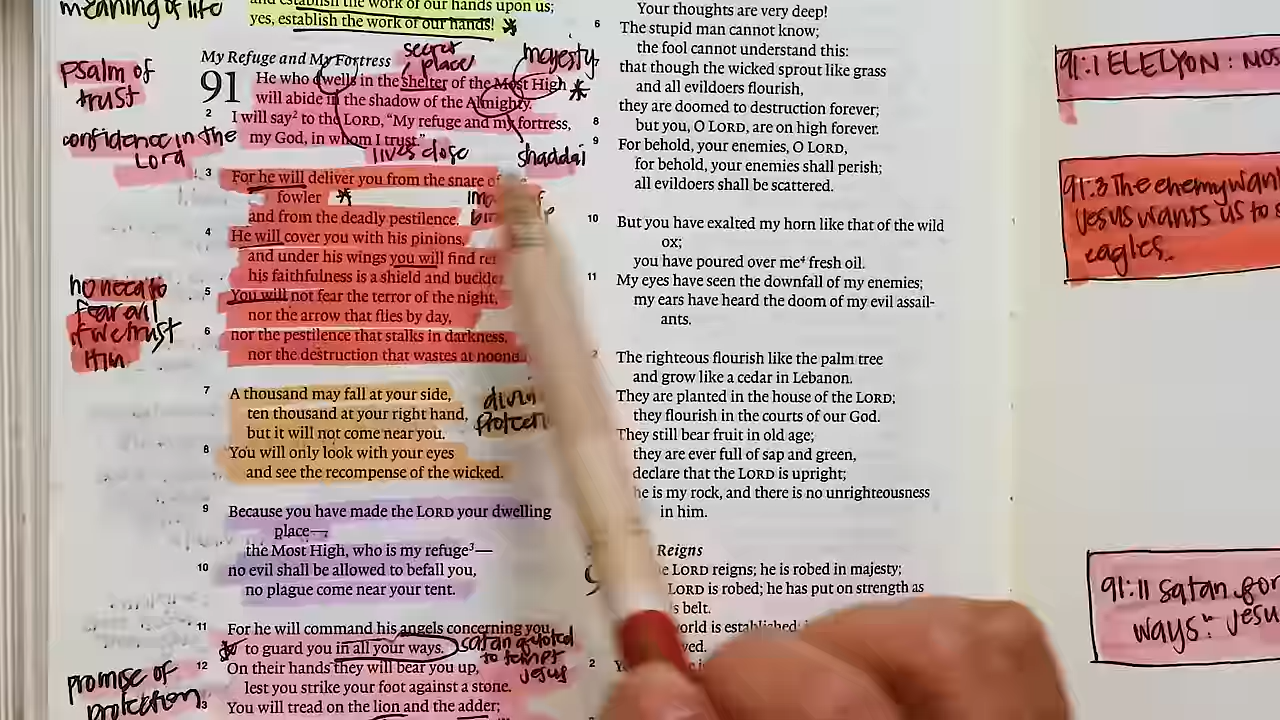 meaning of life
and establish the work of our hands upon us;
yes, establish the work of our hands!
My Refuge and My Fortress
secret place
majesty
psalm of trust
91 He who dwells in the shelter of the Most High
will abide in the shadow of the Almighty.
2 I will say² to the LORD, "My refuge and my fortress,
my God, in whom I trust."
confidence in the Lord
lives close
shaddai
3 For he will deliver you from the snare of
fowler
and from the deadly pestilence.
4 He will cover you with his pinions,
and under his wings you will find
his faithfulness is a shield and buckler
5 You will not fear the terror of the night,
nor the arrow that flies by day,
6 nor the pestilence that stalks in darkness,
nor the destruction that wastes at
no need to
fear evil
if we trust
Him.
7 A thousand may fall at your side,
ten thousand at your right hand,
but it will not come near you.
8 You will only look with your eyes
and see the recompense of the wicked.
9 Because you have made the LORD your dwelling
place—
the Most High, who is my refuge³—
10 no evil shall be allowed to befall you,
no plague come near your tent.
11 For he will command his angels concerning you
to guard you in all your ways.
satan quoted
to tempt
Jesus
12 On their hands they will bear you up,
lest you strike your foot against a stone.
13 You will tread on the lion and the adder;
promise of
protection
Your thoughts are very deep!
6 The stupid man cannot know;
the fool cannot understand this:
that though the wicked sprout like grass
and all evildoers flourish,
they are doomed to destruction forever;
8 but you, O LORD, are on high forever.
9 For behold, your enemies, O LORD,
for behold, your enemies shall perish;
all evildoers shall be scattered.
10 But you have exalted my horn like that of the wild
ox;
you have poured over me⁴ fresh oil.
11 My eyes have seen the downfall of my enemies;
my ears have heard the doom of my evil assail-
ants.
The righteous flourish like the palm tree
and grow like a cedar in Lebanon.
They are planted in the house of the LORD;
they flourish in the courts of our God.
They still bear fruit in old age;
they are ever full of sap and green,
declare that the LORD is upright;
he is my rock, and there is no unrighteousness
in him.
Reigns
LORD reigns; he is robed in majesty;
LORD is robed; he has put on strength as
belt.
world is established;
2
91:1 ELELYON: MOS
91:3 The enemy wan
Jesus wants us to s
eagles.
91:11 satan for
ways." Jesu